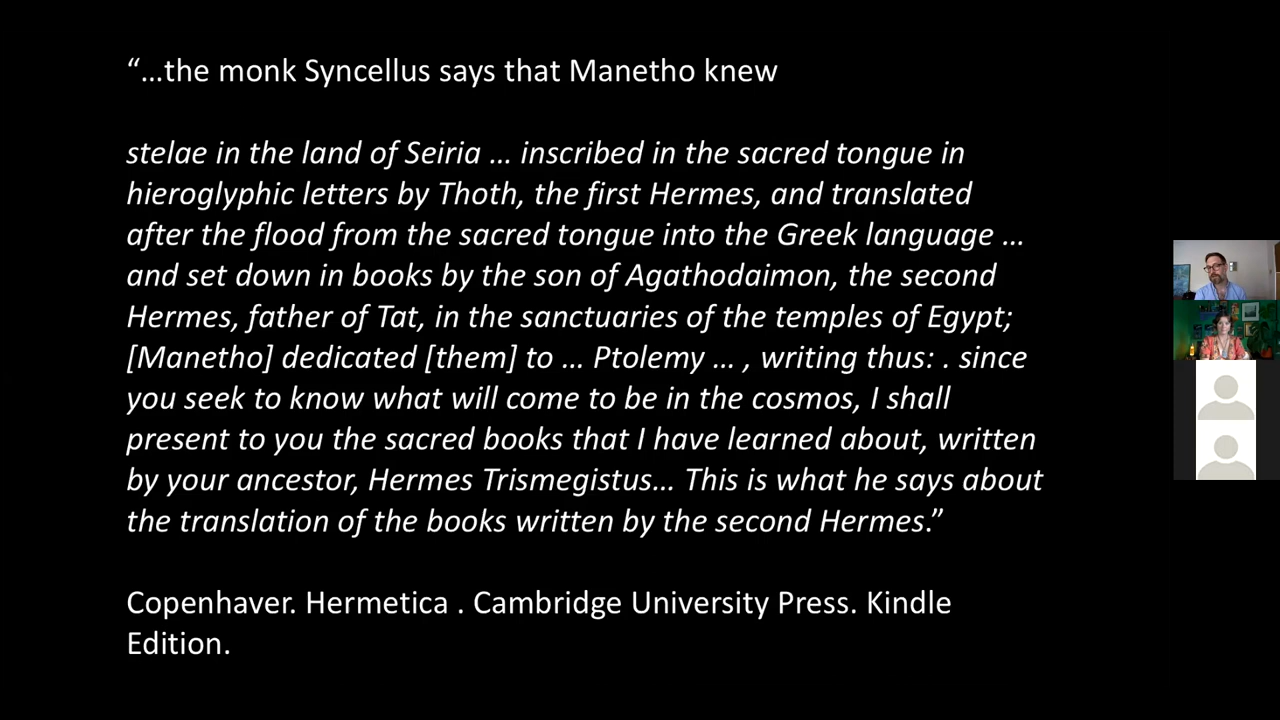 “…the monk Syncellus says that Manetho knew
stelae in the land of Seiria … inscribed in the sacred tongue in
hieroglyphic letters by Thoth, the first Hermes, and translated
after the flood from the sacred tongue into the Greek language …
and set down in books by the son of Agathodaimon, the second
Hermes, father of Tat, in the sanctuaries of the temples of Egypt;
[Manetho] dedicated [them] to … Ptolemy … , writing thus: . since
you seek to know what will come to be in the cosmos, I shall
present to you the sacred books that I have learned about, written
by your ancestor, Hermes Trismegistus… This is what he says about
the translation of the books written by the second Hermes.”
Copenhaver. Hermetica . Cambridge University Press. Kindle
Edition.